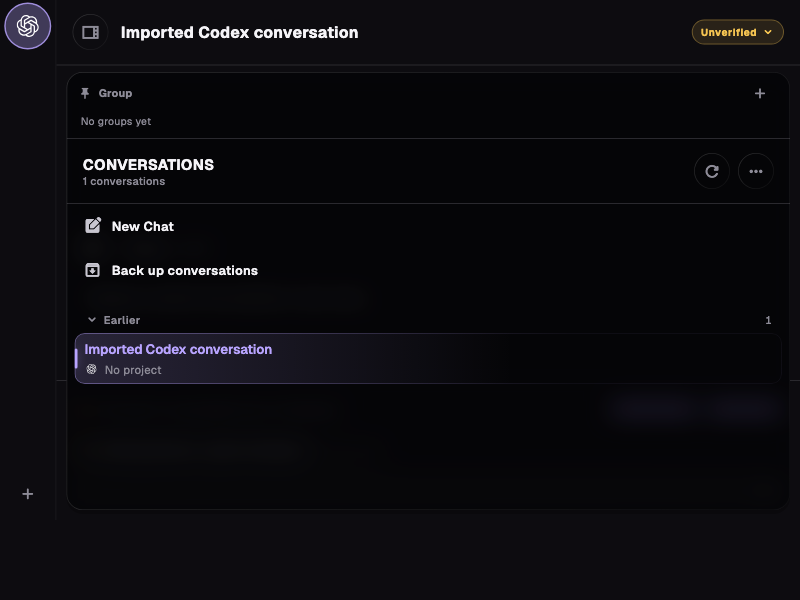 Imported Codex conversation
Unverified
Group
No groups yet
CONVERSATIONS
1 conversations
New Chat
Back up conversations
Earlier
1
Imported Codex conversation
No project